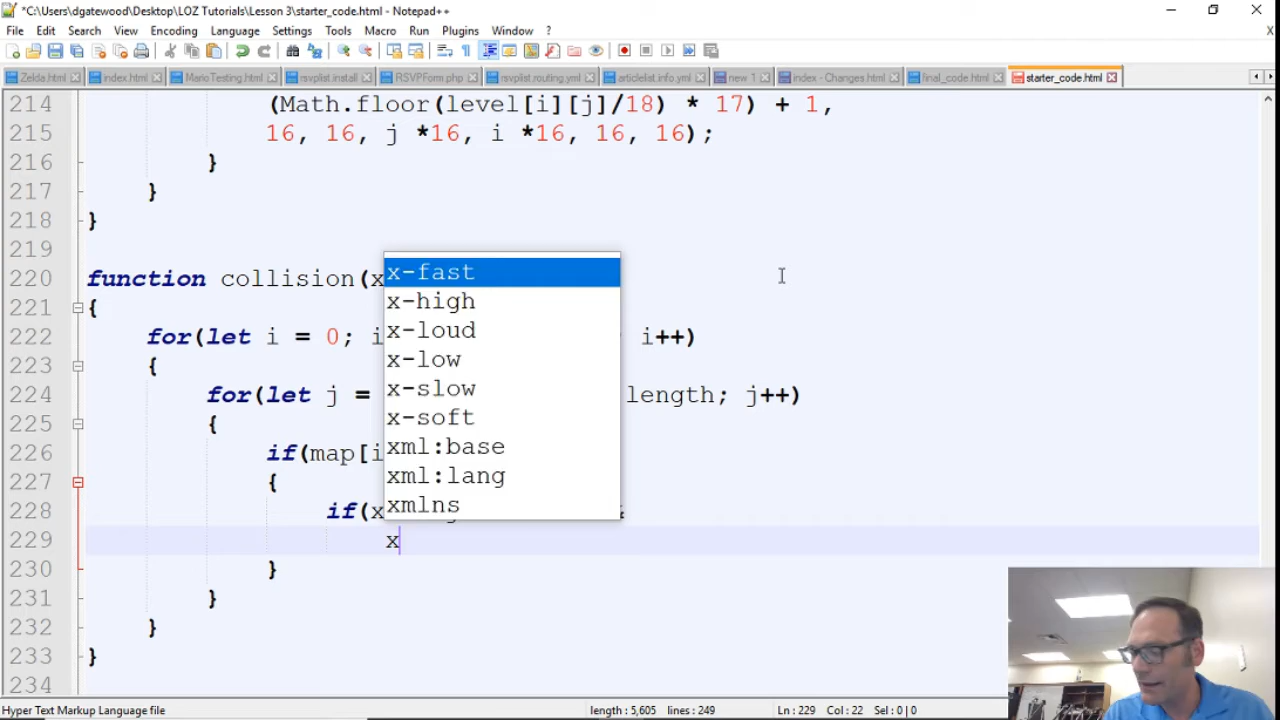 *C:\Users\dgatewood\Desktop\LOZ Tutorials\Lesson 3\starter_code.html - Notepad++
File Edit Search View Encoding Language Settings Tools Macro Run Plugins Window ? X
Zelda.html index.html MarioTesting.html rsvplist.install RSVPForm.php rsvplist.routing.yml articlelist.info.yml new 1 index - Changes.html final_code.html starter_code.html
214 (Math.floor(level[i][j]/18) * 17) + 1,
215 16, 16, j *16, i *16, 16, 16);
216 }
217 }
218 }
219
220 function collision(x
221 {
222 for(let i = 0; i i++)
223 {
224 for(let j = length; j++)
225 {
226 if(map[i
227 {
228 if(x
229 x
230 }
231 }
232 }
233 }
234
x-fast
x-high
x-loud
x-low
x-slow
x-soft
xml:base
xml:lang
xmlns
Hyper Text Markup Language file length : 5,605 lines : 249 Ln : 229 Col : 22 Sel : 0 | 0